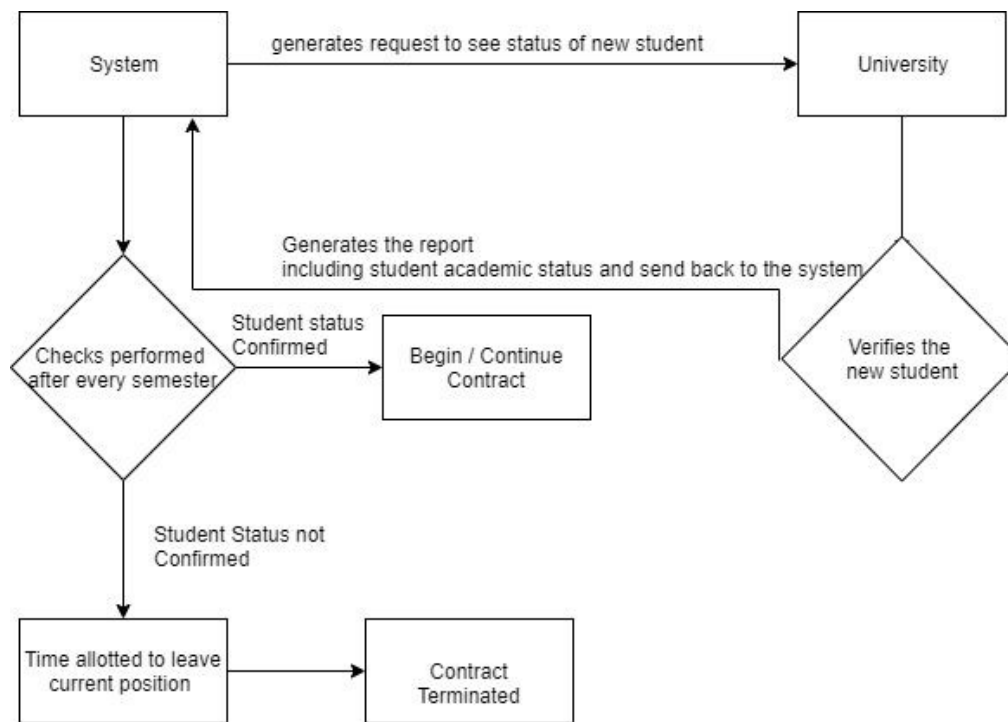 System
generates request to see status of new student
University
Generates the report
including student academic status and send back to the system
Student status
Confirmed
Checks performed
after every semester
Begin / Continue
Contract
Verifies the
new student
Student Status not
Confirmed
Time allotted to leave
current position
Contract
Terminated